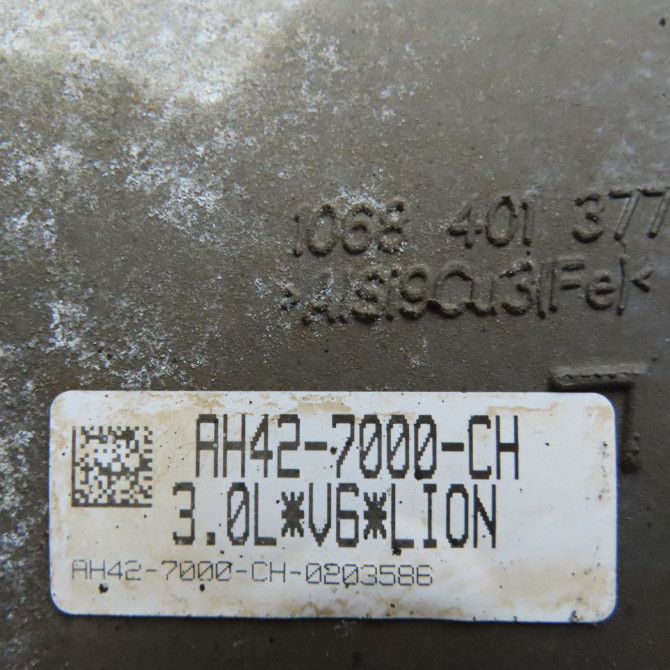 1068 401 377
>AlSi9Cu3(Fe)<
AH42-7000-CH
3.0L*V6*LION
AH42-7000-CH-0203586